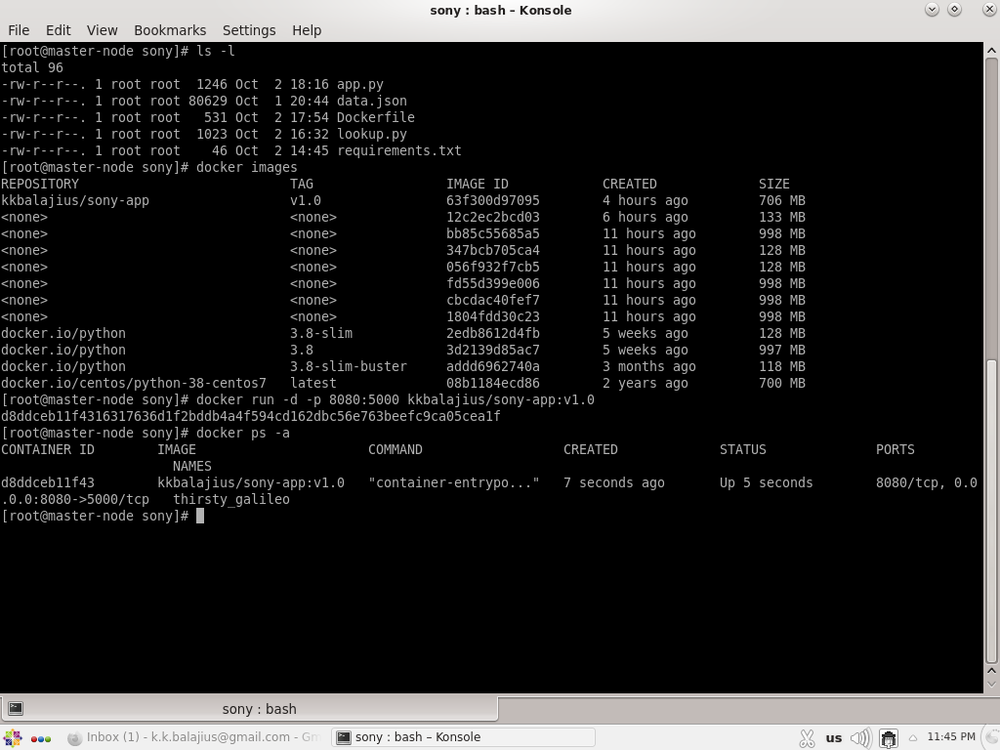 sony : bash – Konsole
File Edit View Bookmarks Settings Help
[root@master-node sony]# ls -l
total 96
-rw-r--r--. 1 root root  1246 Oct  2 18:16 app.py
-rw-r--r--. 1 root root 80629 Oct  1 20:44 data.json
-rw-r--r--. 1 root root   531 Oct  2 17:54 Dockerfile
-rw-r--r--. 1 root root  1023 Oct  2 16:32 lookup.py
-rw-r--r--. 1 root root    46 Oct  2 14:45 requirements.txt
[root@master-node sony]# docker images
REPOSITORY                           TAG                 IMAGE ID            CREATED             SIZE
kkbalajius/sony-app                  v1.0                63f300d97095        4 hours ago         706 MB
<none>                               <none>              12c2ec2bcd03        6 hours ago         133 MB
<none>                               <none>              bb85c55685a5        11 hours ago        998 MB
<none>                               <none>              347bcb705ca4        11 hours ago        128 MB
<none>                               <none>              056f932f7cb5        11 hours ago        128 MB
<none>                               <none>              fd55d399e006        11 hours ago        998 MB
<none>                               <none>              cbcdac40fef7        11 hours ago        998 MB
<none>                               <none>              1804fdd30c23        11 hours ago        998 MB
docker.io/python                     3.8-slim            2edb8612d4fb        5 weeks ago         128 MB
docker.io/python                     3.8                 3d2139d85ac7        5 weeks ago         997 MB
docker.io/python                     3.8-slim-buster     addd6962740a        3 months ago        118 MB
docker.io/centos/python-38-centos7   latest              08b1184ecd86        2 years ago         700 MB
[root@master-node sony]# docker run -d -p 8080:5000 kkbalajius/sony-app:v1.0
d8ddceb11f4316317636d1f2bddb4a4f594cd162dbc56e763beefc9ca05cea1f
[root@master-node sony]# docker ps -a
CONTAINER ID        IMAGE                      COMMAND                  CREATED             STATUS              PORTS
                      NAMES
d8ddceb11f43        kkbalajius/sony-app:v1.0   "container-entrypo..."   7 seconds ago       Up 5 seconds        8080/tcp, 0.0
.0.0:8080->5000/tcp   thirsty_galileo
[root@master-node sony]#
sony : bash
Inbox (1) - k.k.balajius@gmail.com - Gm
sony : bash – Konsole
us
11:45 PM